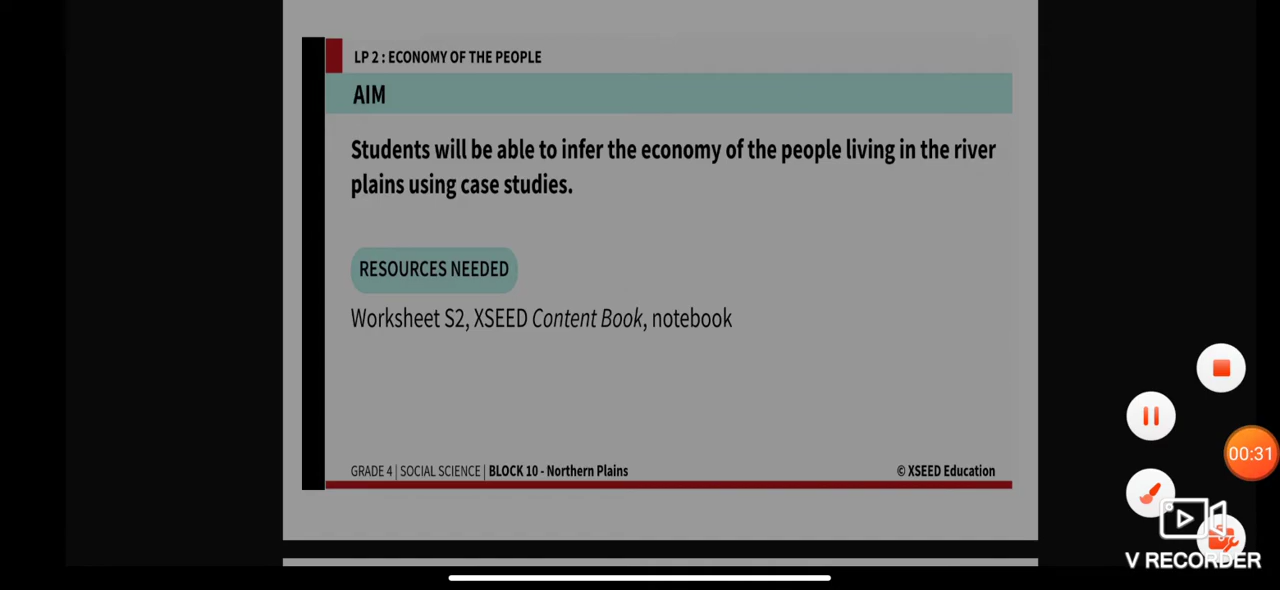 LP 2 : ECONOMY OF THE PEOPLE
AIM
Students will be able to infer the economy of the people living in the river
plains using case studies.
RESOURCES NEEDED
Worksheet S2, XSEED Content Book, notebook
GRADE 4 | SOCIAL SCIENCE | BLOCK 10 - Northern Plains
© XSEED Education
00:31
V RECORDER